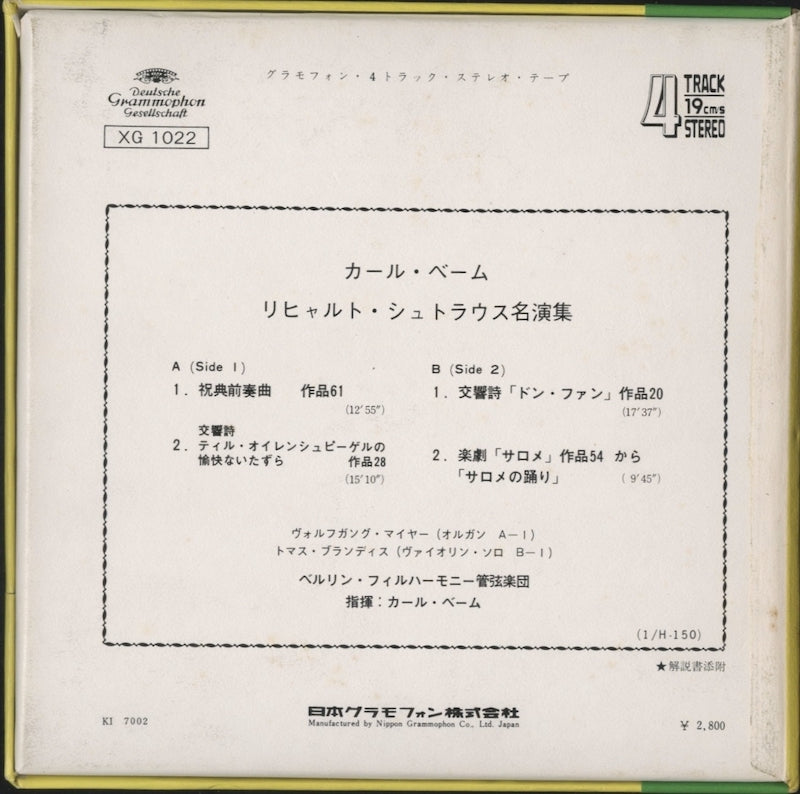 Deutsche
Grammophon
Gesellschaft
XG 1022
グラモフォン・4トラック・ステレオ・テープ
4 TRACK
19cm/s
STEREO
カール・ベーム
リヒャルト・シュトラウス名演集
A (Side 1)
1. 祝典前奏曲 作品61
(12′55″)
交響詩
2. ティル・オイレンシュピーゲルの
愉快ないたずら 作品28
(15′10″)
B (Side 2)
1. 交響詩「ドン・ファン」作品20
(17′37″)
2. 楽劇「サロメ」作品54 から
「サロメの踊り」 ( 9′45″)
ヴォルフガング・マイヤー (オルガン A−1)
トマス・ブランディス (ヴァイオリン・ソロ B−1)
ベルリン・フィルハーモニー管弦楽団
指揮:カール・ベーム
(1/H-150)
★解説書添附
KI 7002
日本グラモフォン株式会社
Manufactured by Nippon Grammophon Co., Ltd. Japan
¥ 2,800